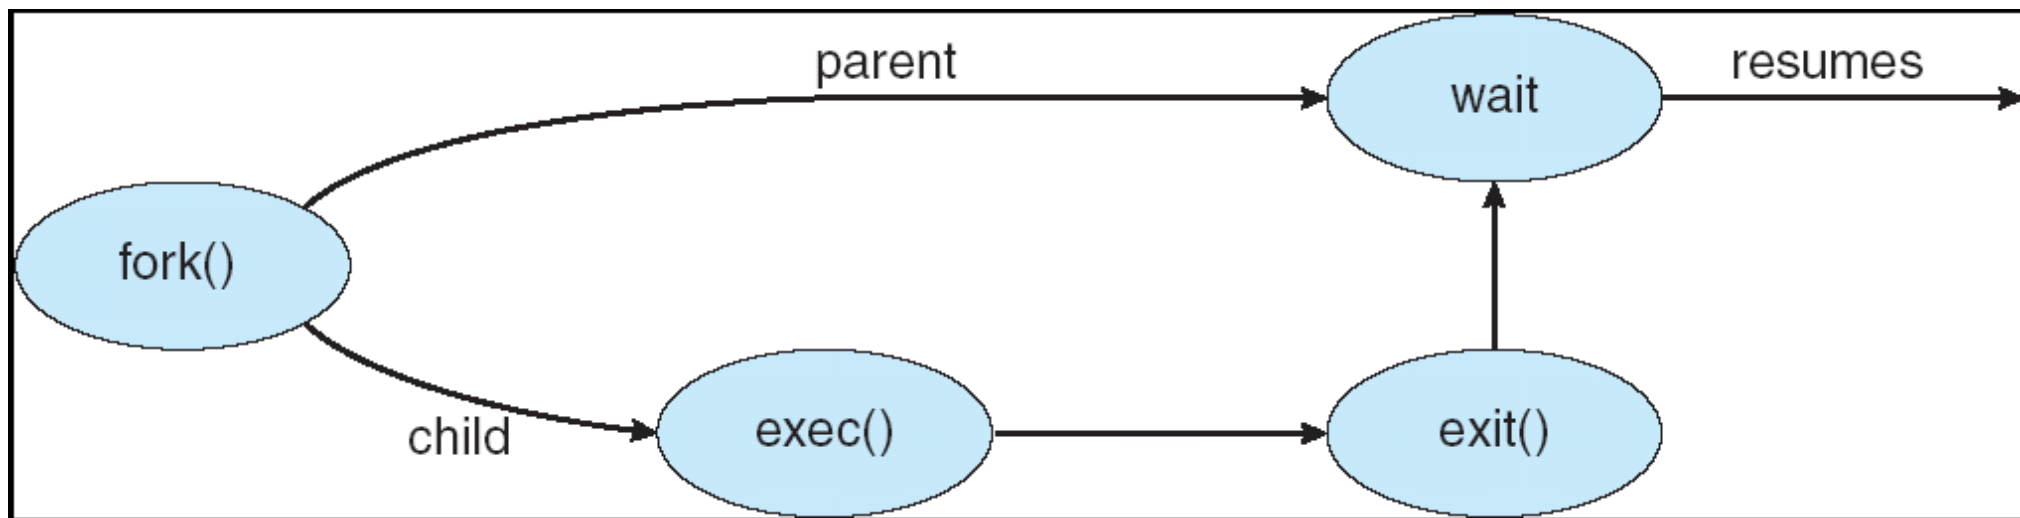 parent
wait
resumes
fork()
child
exec()
exit()